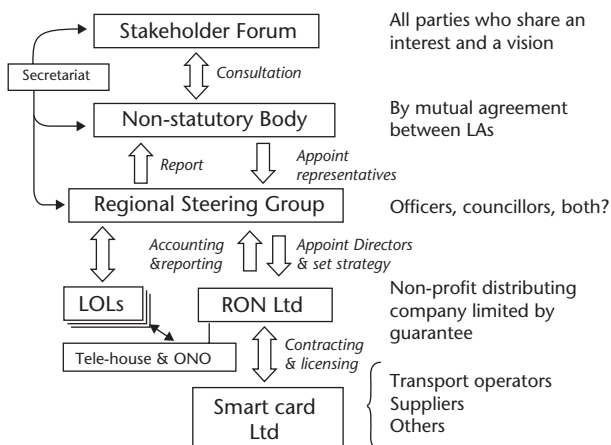 Stakeholder Forum
All parties who share an
interest and a vision
Secretariat
Consultation
Non-statutory Body
By mutual agreement
between LAs
Report
Appoint
representatives
Regional Steering Group
Officers, councillors, both?
Accounting
&reporting
Appoint Directors
& set strategy
LOLs
RON Ltd
Non-profit distributing
company limited by
guarantee
Tele-house & ONO
Contracting
& licensing
Smart card
Ltd
Transport operators
Suppliers
Others